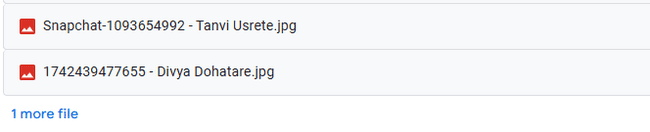 Snapchat-1093654992 - Tanvi Usrete.jpg
1742439477655 - Divya Dohatare.jpg
1 more file